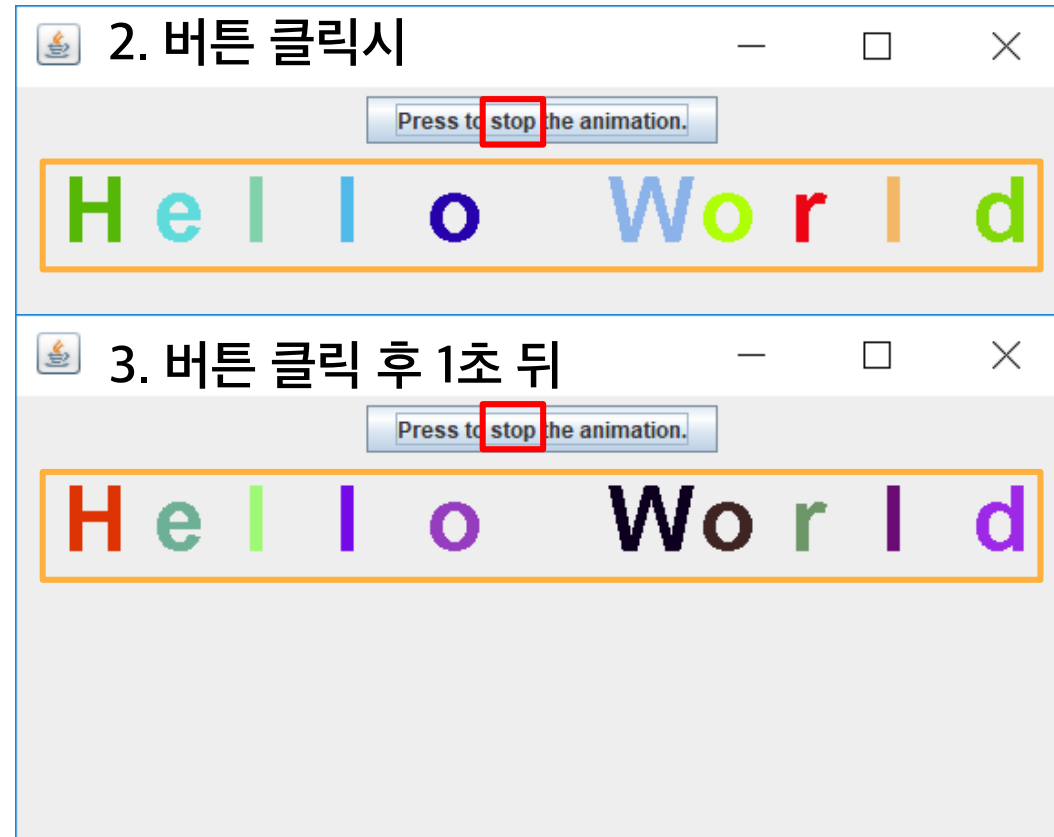 2. 버튼 클릭시
Press to stop the animation.
H e l l o W o r l d
3. 버튼 클릭 후 1초 뒤
Press to stop the animation.
H e l l o W o r l d